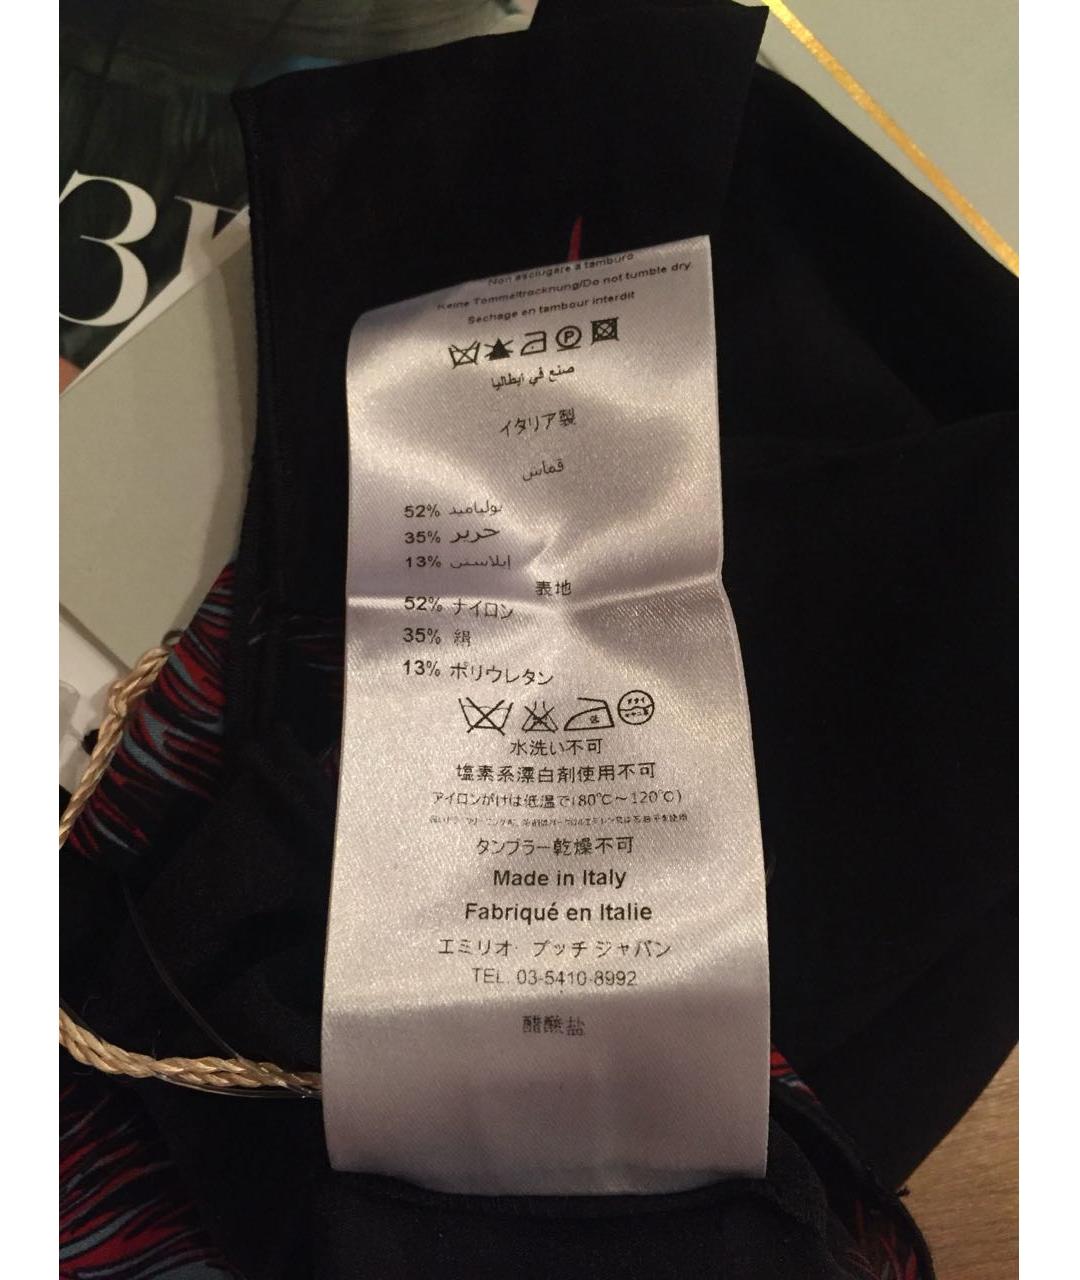 3
Non asciugare a tamburo
Keine Tommeltrocknung/Do not tumble dry
Sechage en tambour interdit
P
صنع في ايطاليا
イタリア製
قماش
52% بولياميد
35% حرير
13% إيلاستين
表地
52% ナイロン
35% 絹
13% ポリウレタン
水洗い不可
塩素系漂白剤使用不可
アイロンがけは低温で(80℃～120℃)
タンブラー乾燥不可
Made in Italy
Fabriqué en Italie
エミリオ プッチ ジャパン
TEL. 03-5410-8992
醋酸盐